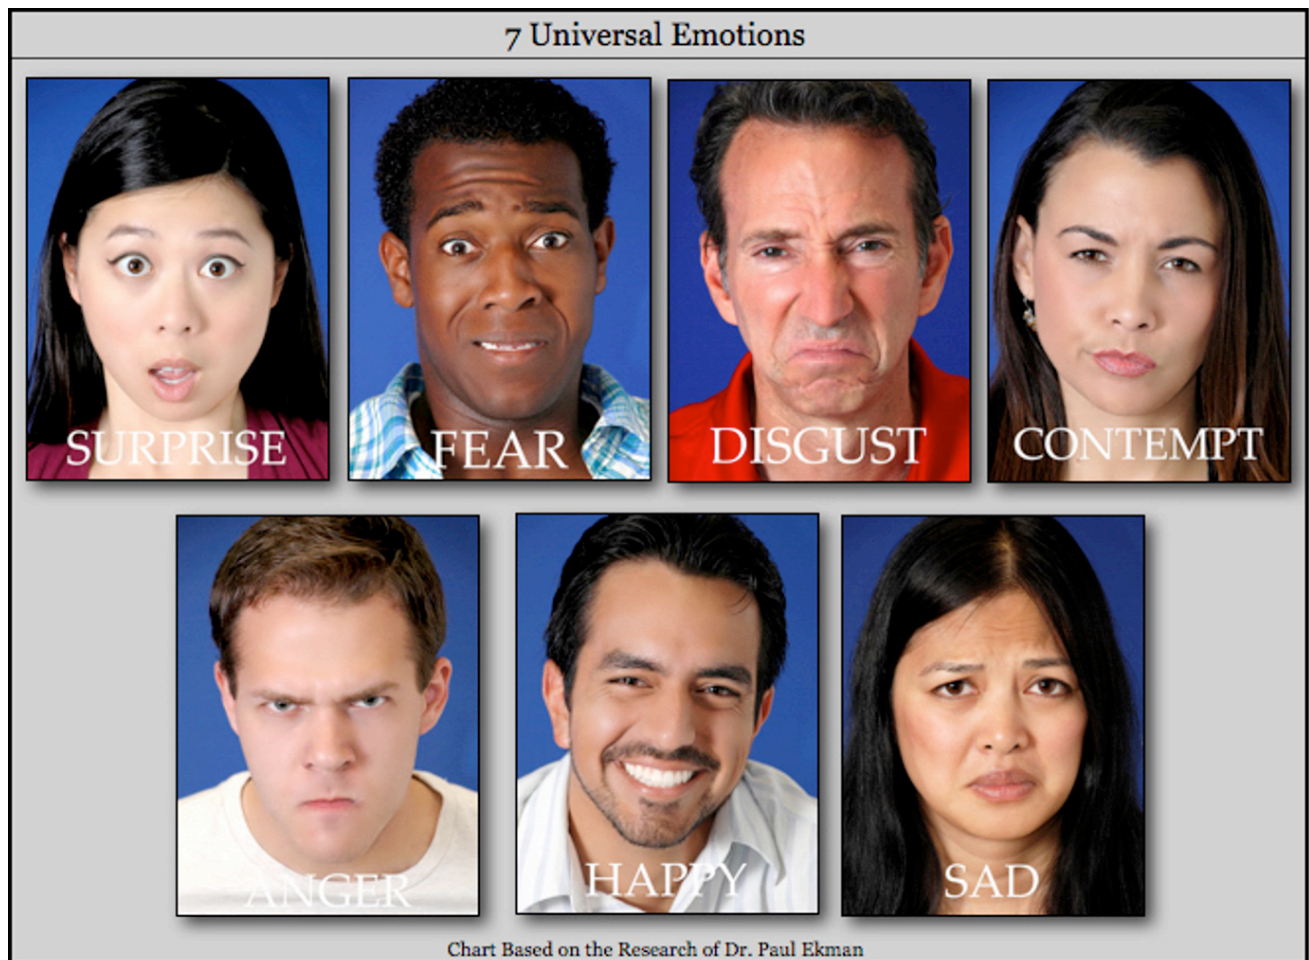 7 Universal Emotions
SURPRISE
FEAR
DISGUST
CONTEMPT
ANGER
HAPPY
SAD
Chart Based on the Research of Dr. Paul Ekman